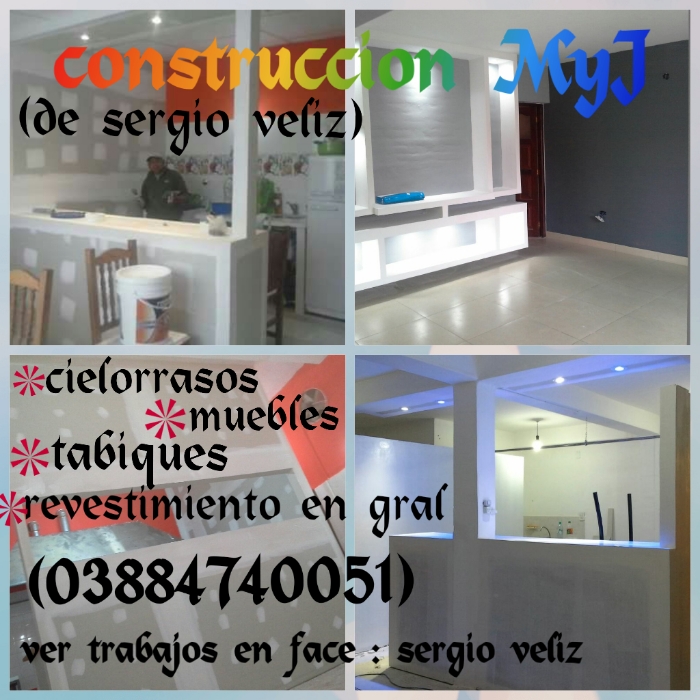 construccion MyJ
(de sergio veliz)
cielorrasos
muebles
tabiques
revestimiento en gral
(03884740051)
ver trabajos en face : sergio veliz